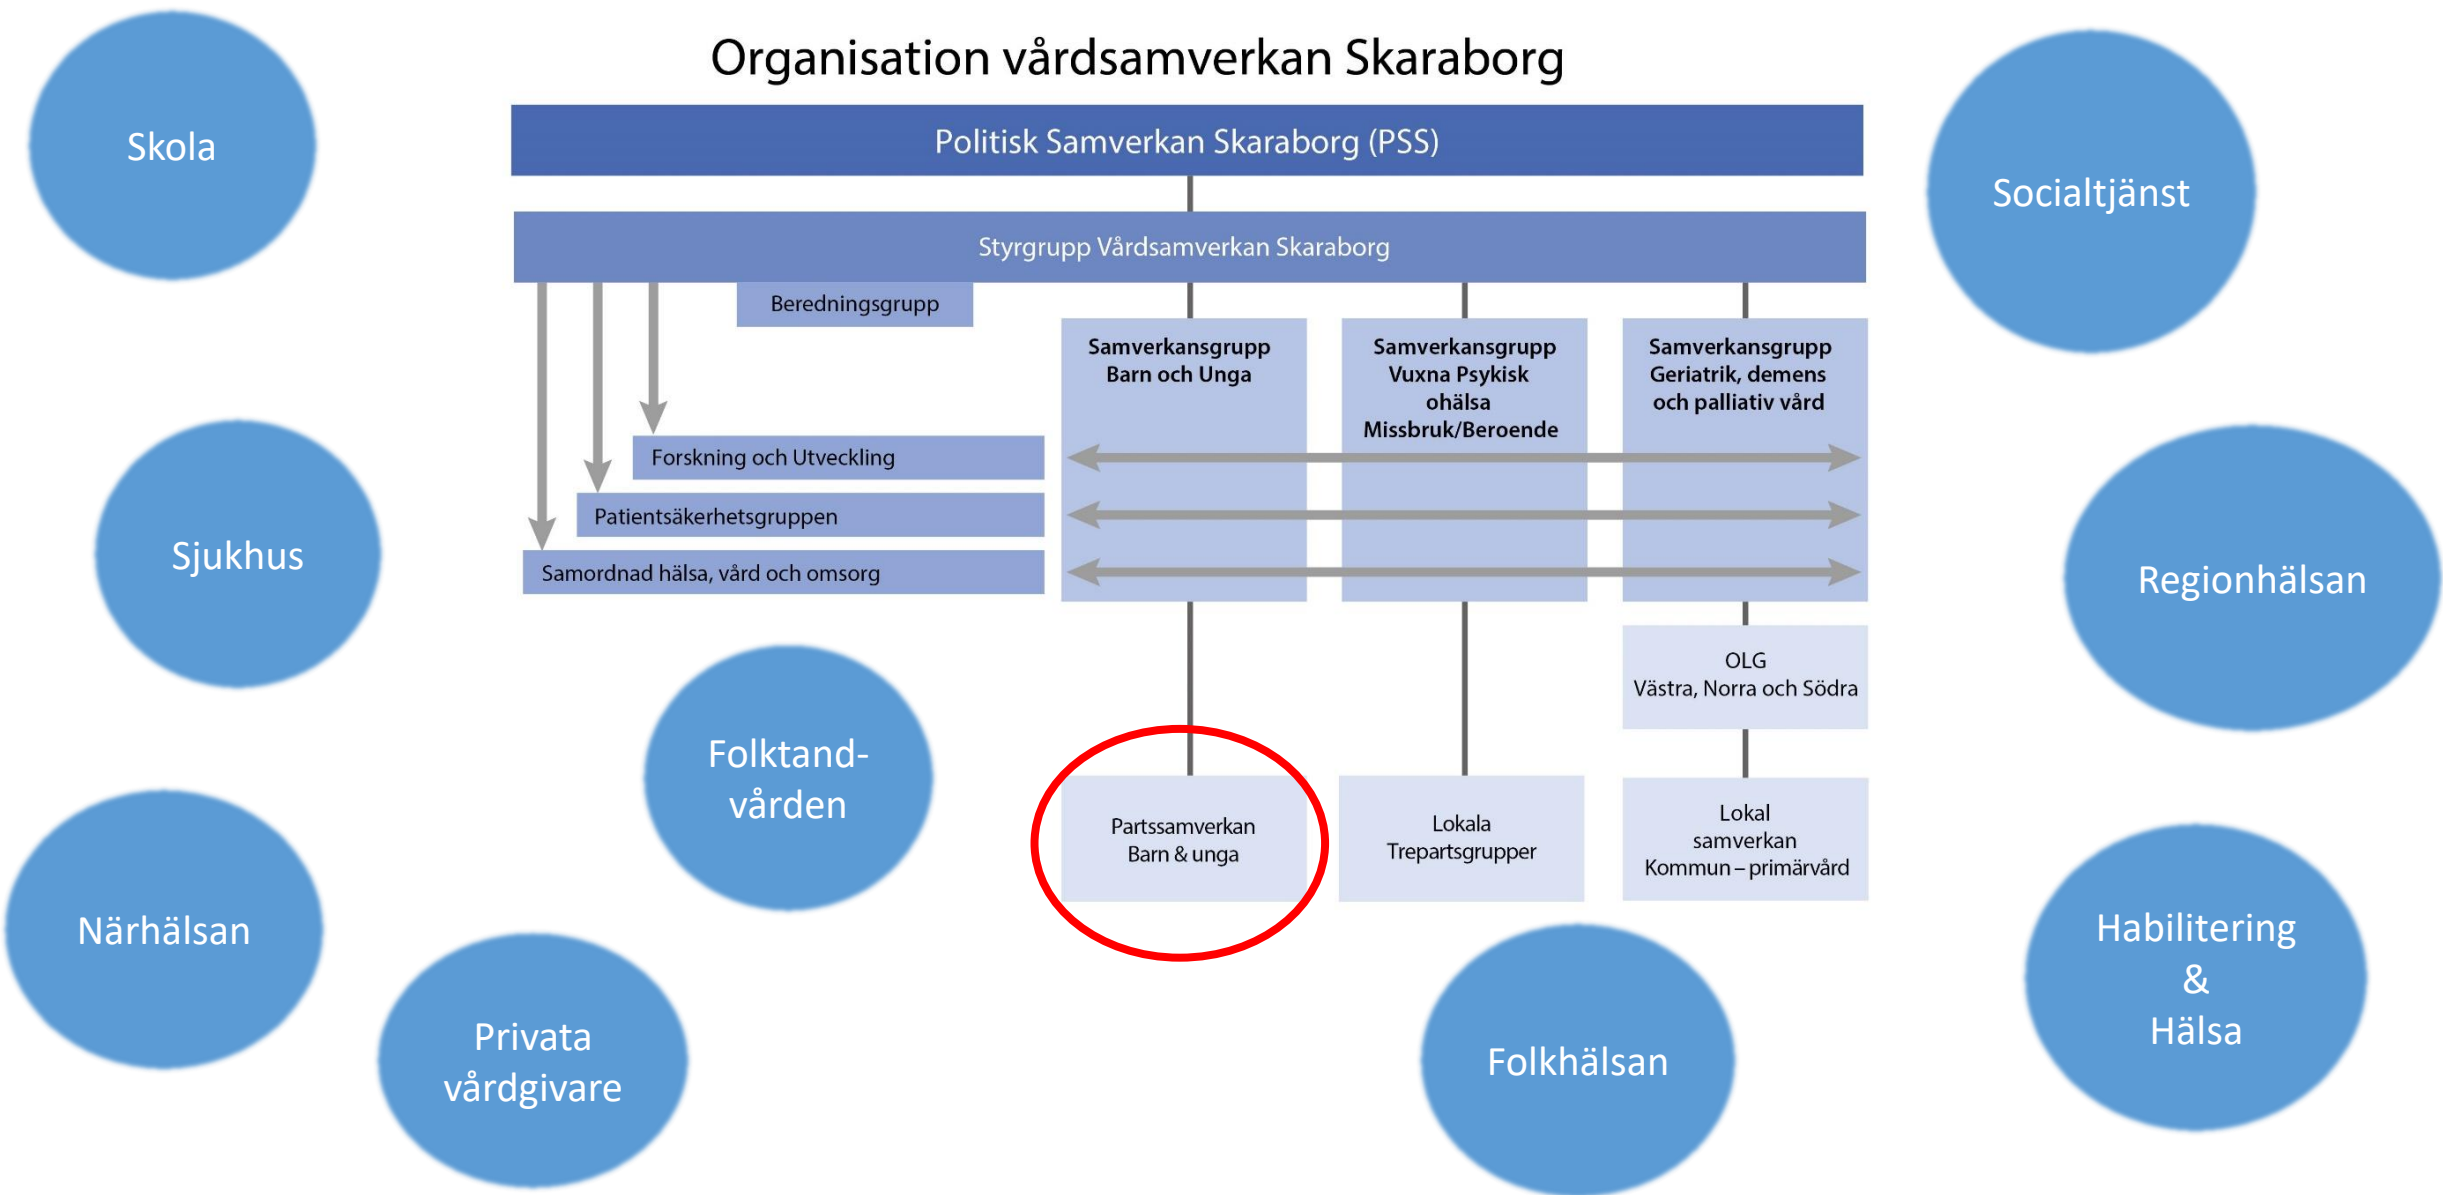 Organisation vårdsamverkan Skaraborg
Politisk Samverkan Skaraborg (PSS)
Styrgrupp Vårdsamverkan Skaraborg
Beredningsgrupp
Samverkansgrupp
Barn och Unga
Samverkansgrupp
Vuxna Psykisk
ohälsa
Missbruk/Beroende
Samverkansgrupp
Geriatrik, demens
och palliativ vård
Forskning och Utveckling
Patientsäkerhetsgruppen
Samordnad hälsa, vård och omsorg
OLG
Västra, Norra och Södra
Partssamverkan
Barn & unga
Lokala
Trepartsgrupper
Lokal
samverkan
Kommun – primärvård
Skola
Sjukhus
Närhälsan
Privata
vårdgivare
Folktand-
vården
Folkhälsan
Socialtjänst
Regionhälsan
Habilitering
&
Hälsa